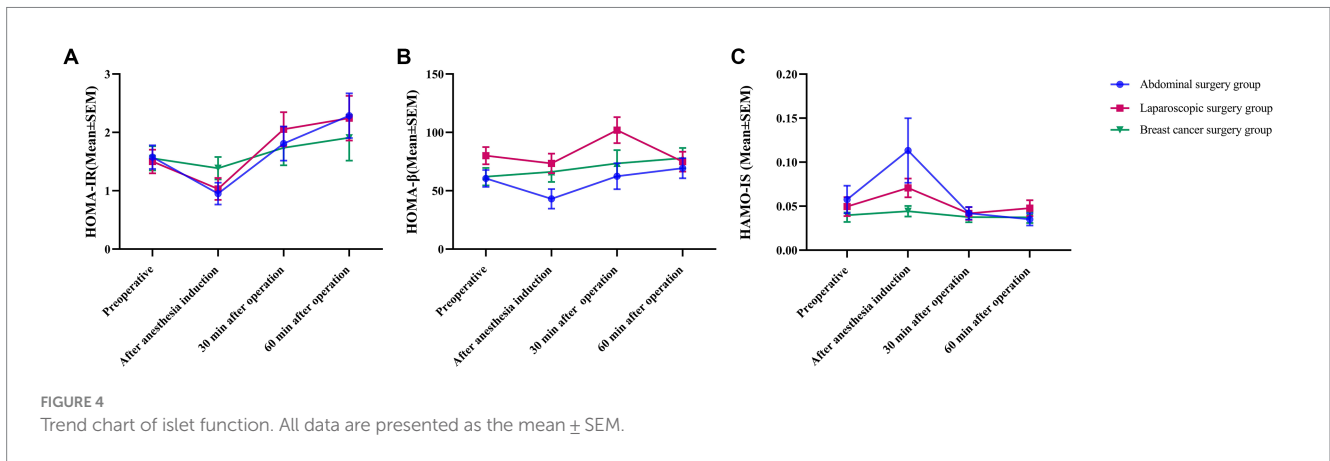 A
HOMA-IR(Mean±SEM)
3
2
1
0
Preoperative
After anesthesia induction
30 min after operation
60 min after operation
B
HOMA-β(Mean±SEM)
150
100
50
0
Preoperative
After anesthesia induction
30 min after operation
60 min after operation
C
HAMO-IS (Mean±SEM)
0.20
0.15
0.10
0.05
0.00
Preoperative
After anesthesia induction
30 min after operation
60 min after operation
Abdominal surgery group
Laparoscopic surgery group
Breast cancer surgery group
FIGURE 4
Trend chart of islet function. All data are presented as the mean ± SEM.